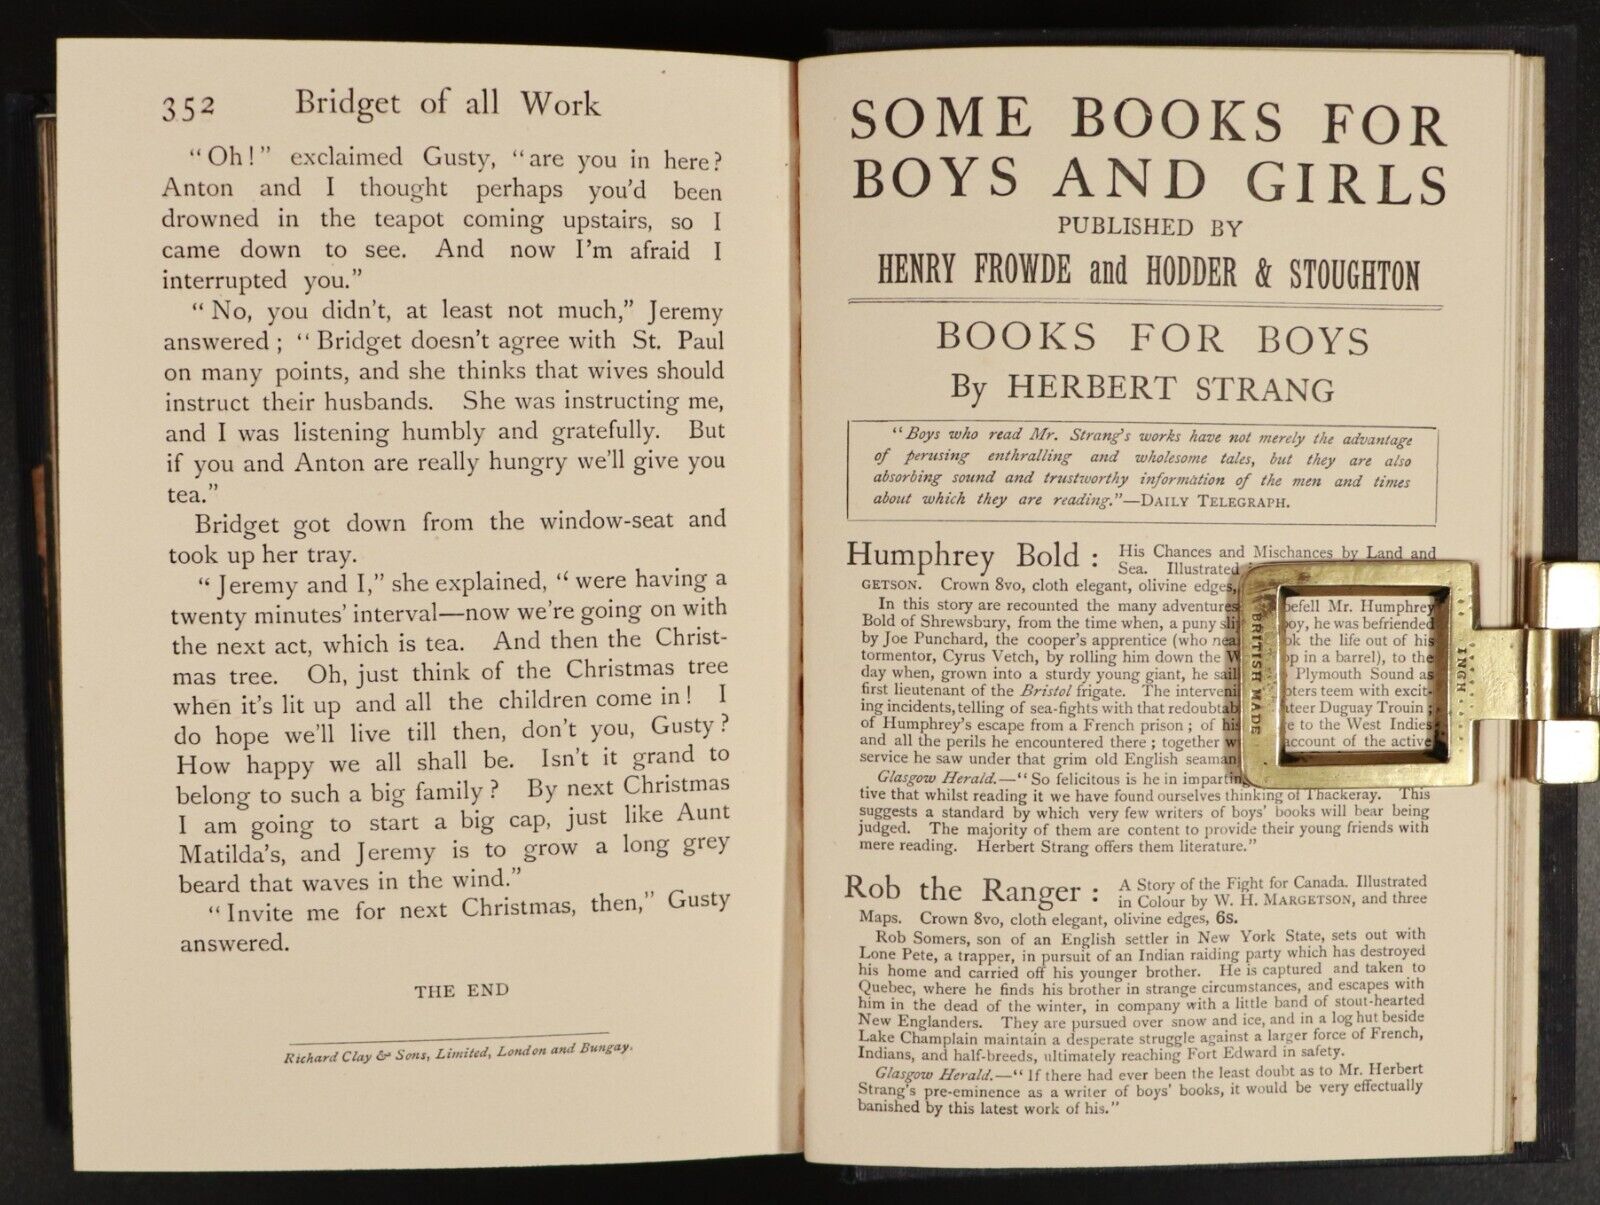 352 Bridget of all Work
“Oh!” exclaimed Gusty, “are you in here?
Anton and I thought perhaps you’d been
drowned in the teapot coming upstairs, so I
came down to see. And now I’m afraid I
interrupted you.”
“No, you didn’t, at least not much,” Jeremy
answered; “Bridget doesn’t agree with St. Paul
on many points, and she thinks that wives should
instruct their husbands. She was instructing me,
and I was listening humbly and gratefully. But
if you and Anton are really hungry we’ll give you
tea.”
Bridget got down from the window-seat and
took up her tray.
“Jeremy and I,” she explained, “were having a
twenty minutes’ interval—now we’re going on with
the next act, which is tea. And then the Christ-
mas tree. Oh, just think of the Christmas tree
when it’s lit up and all the children come in! I
do hope we’ll live till then, don’t you, Gusty?
How happy we all shall be. Isn’t it grand to
belong to such a big family? By next Christmas
I am going to start a big cap, just like Aunt
Matilda’s, and Jeremy is to grow a long grey
beard that waves in the wind.”
“Invite me for next Christmas, then,” Gusty
answered.
THE END
Richard Clay & Sons, Limited, London and Bungay.
SOME BOOKS FOR
BOYS AND GIRLS
PUBLISHED BY
HENRY FROWDE and HODDER & STOUGHTON
BOOKS FOR BOYS
By HERBERT STRANG
“Boys who read Mr. Strang’s works have not merely the advantage
of perusing enthralling and wholesome tales, but they are also
absorbing sound and trustworthy information of the men and times
about which they are reading.”—DAILY TELEGRAPH.
Humphrey Bold: His Chances and Mischances by Land and
Sea. Illustrated
GETSON. Crown 8vo, cloth elegant, olivine edges,
In this story are recounted the many adventures befell Mr. Humphrey
Bold of Shrewsbury, from the time when, a puny boy, he was befriended
by Joe Punchard, the cooper’s apprentice (who the life out of his
tormentor, Cyrus Vetch, by rolling him down the in a barrel), to the
day when, grown into a sturdy young giant, he Plymouth Sound as
first lieutenant of the Bristol frigate. The teem with excit-
ing incidents, telling of sea-fights with that Duguay Trouin;
of Humphrey’s escape from a French prison; of to the West Indies
and all the perils he encountered there; together account of the active
service he saw under that grim old English
Glasgow Herald.—“So felicitous is he in
tive that whilst reading it we have found ourselves thinking of Thackeray. This
suggests a standard by which very few writers of boys’ books will bear being
judged. The majority of them are content to provide their young friends with
mere reading. Herbert Strang offers them literature.”
Rob the Ranger: A Story of the Fight for Canada. Illustrated
in Colour by W. H. MARGETSON, and three
Maps. Crown 8vo, cloth elegant, olivine edges, 6s.
Rob Somers, son of an English settler in New York State, sets out with
Lone Pete, a trapper, in pursuit of an Indian raiding party which has destroyed
his home and carried off his younger brother. He is captured and taken to
Quebec, where he finds his brother in strange circumstances, and escapes with
him in the dead of the winter, in company with a little band of stout-hearted
New Englanders. They are pursued over snow and ice, and in a log hut beside
Lake Champlain maintain a desperate struggle against a larger force of French,
Indians, and half-breeds, ultimately reaching Fort Edward in safety.
Glasgow Herald.—“If there had ever been the least doubt as to Mr. Herbert
Strang’s pre-eminence as a writer of boys’ books, it would be very effectually
banished by this latest work of his.”
BRITISH MADE